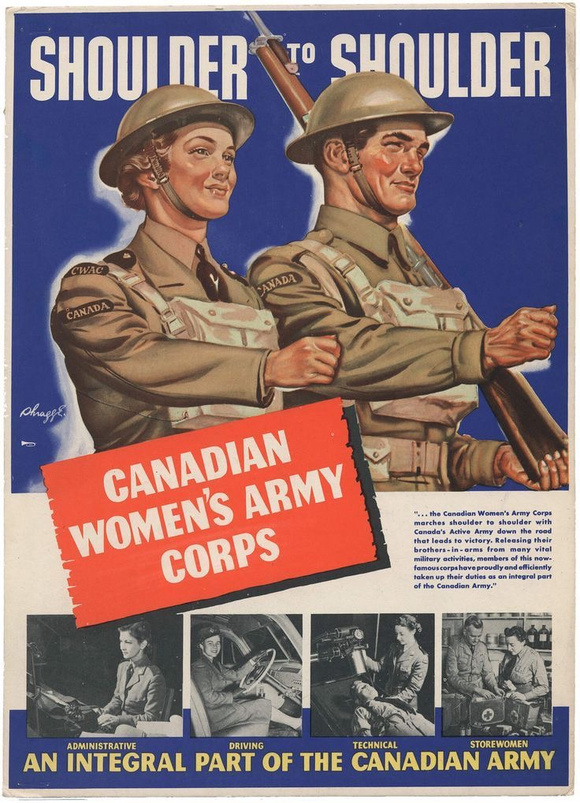 SHOULDER TO SHOULDER
CWAC
CANADA
CANADA
CANADIAN
WOMEN'S ARMY
CORPS
"... the Canadian Women's Army Corps
marches shoulder to shoulder with
Canada's Active Army down the road
that leads to victory. Releasing their
brothers-in-arms from many vital
military activities, members of this now-
famous corps have proudly and efficiently
taken up their duties as an integral part
of the Canadian Army."
ADMINISTRATIVE DRIVING TECHNICAL STOREWOMEN
AN INTEGRAL PART OF THE CANADIAN ARMY